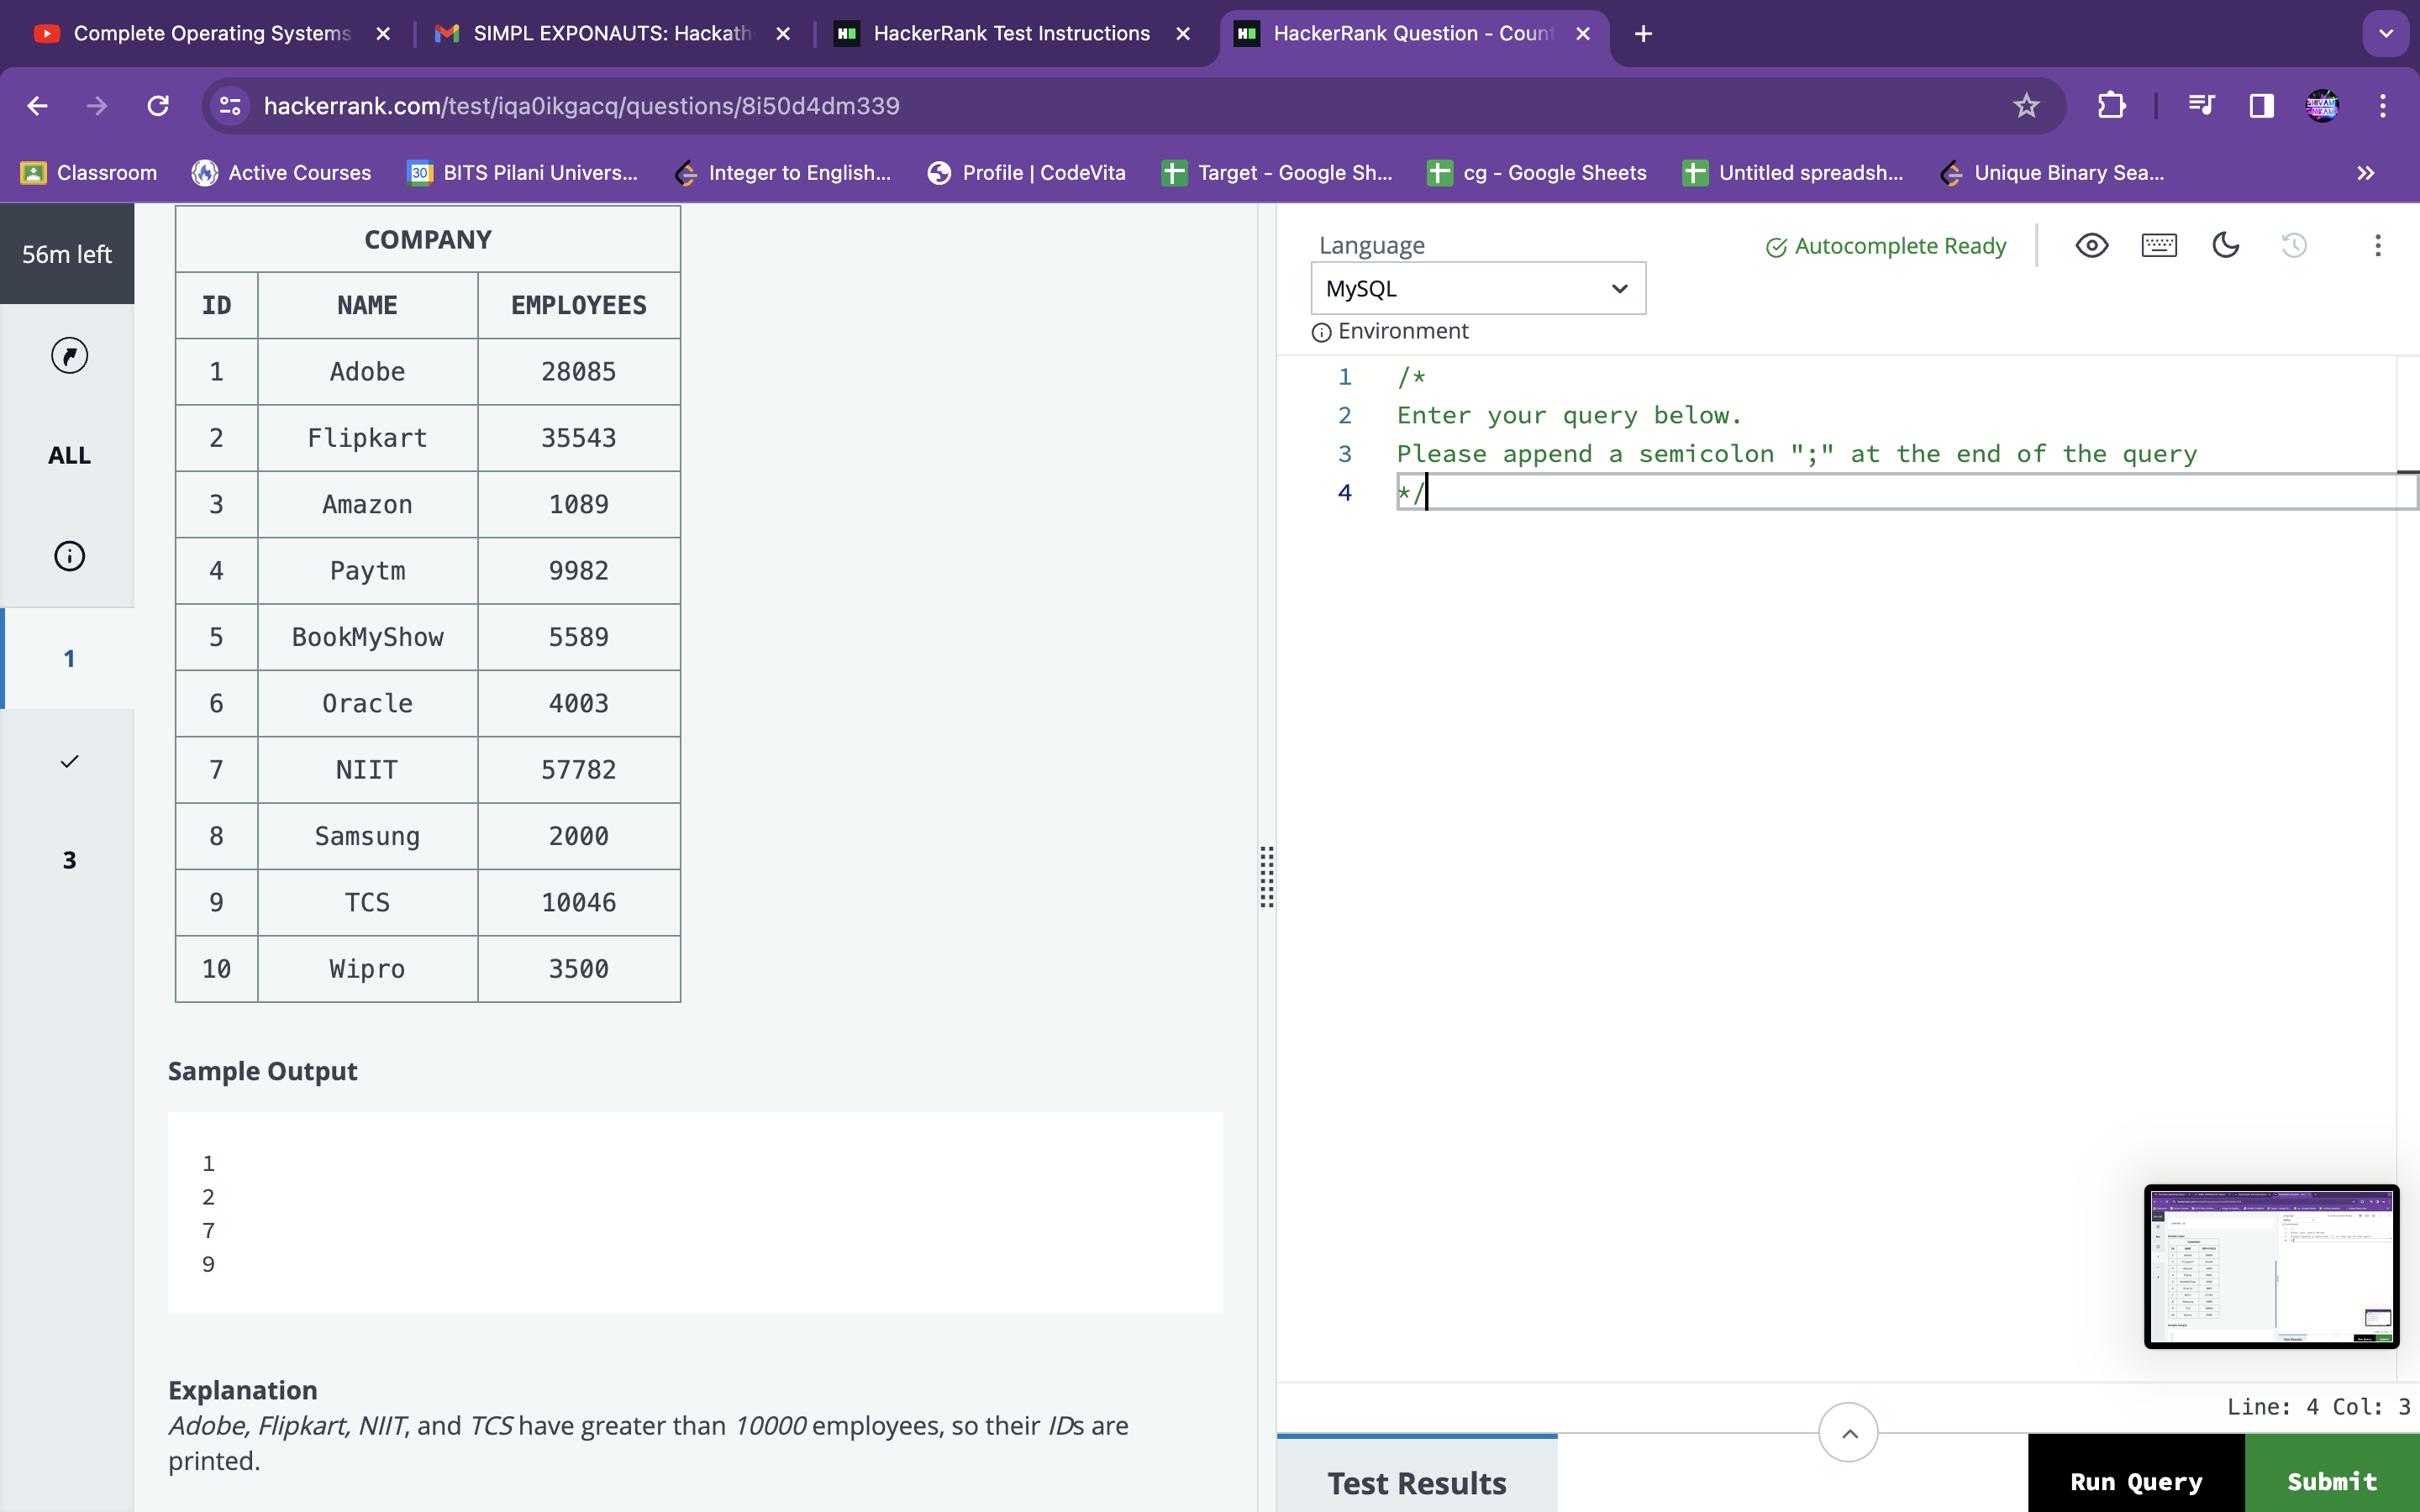 Complete Operating Systems
SIMPL EXPONAUTS: Hackath
HackerRank Test Instructions
HackerRank Question - Coun
hackerrank.com/test/iqa0ikgacq/questions/8i50d4dm339
Classroom
Active Courses
30 BITS Pilani Univers...
Integer to English...
Profile | CodeVita
Target - Google Sh...
cg - Google Sheets
Untitled spreadsh...
Unique Binary Sea...
56m left
ALL
1
3
COMPANY
ID NAME EMPLOYEES
1 Adobe 28085
2 Flipkart 35543
3 Amazon 1089
4 Paytm 9982
5 BookMyShow 5589
6 Oracle 4003
7 NIIT 57782
8 Samsung 2000
9 TCS 10046
10 Wipro 3500
Sample Output
1
2
7
9
Explanation
Adobe, Flipkart, NIIT, and TCS have greater than 10000 employees, so their IDs are
printed.
Language
MySQL
Environment
Autocomplete Ready
1 /*
2 Enter your query below.
3 Please append a semicolon ";" at the end of the query
4 */
Line: 4 Col: 3
Test Results
Run Query
Submit